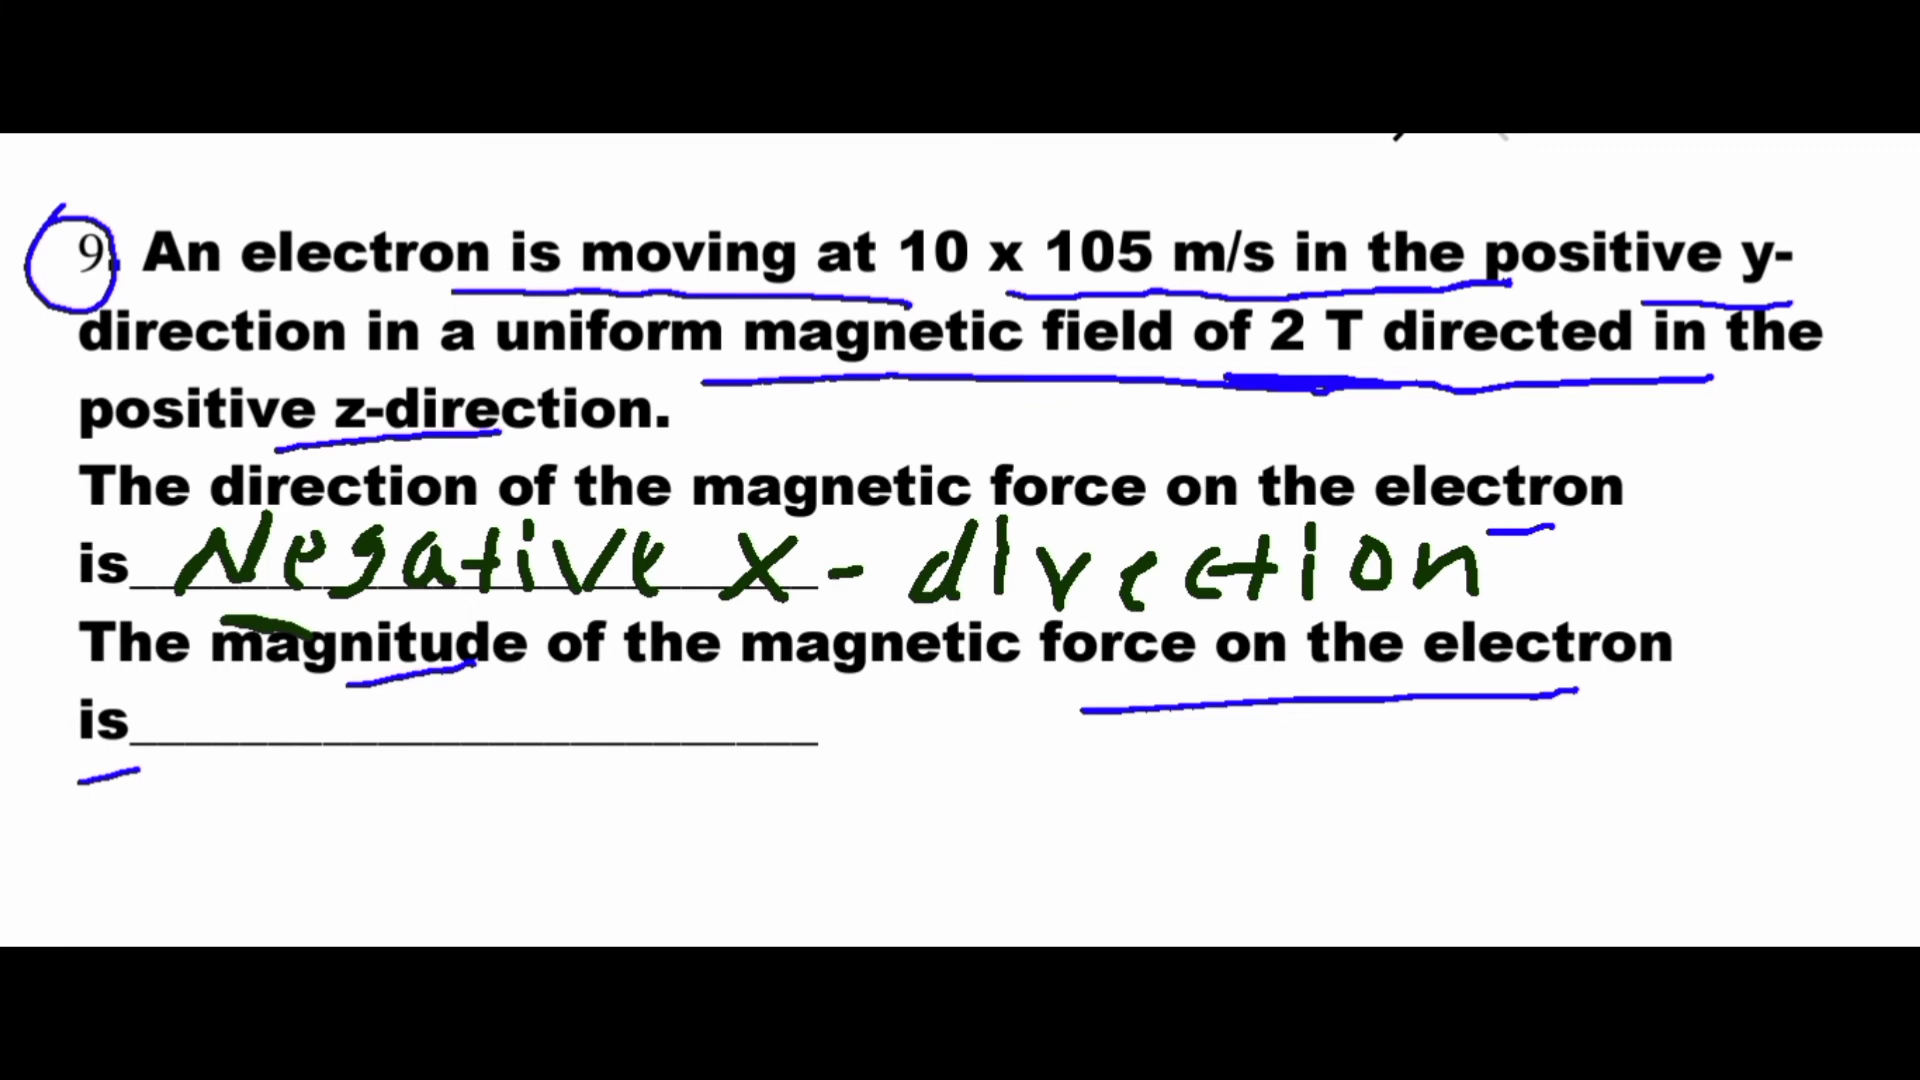 9. An electron is moving at 10 x 105 m/s in the positive y-
direction in a uniform magnetic field of 2 T directed in the
positive z-direction.
The direction of the magnetic force on the electron
is Negative x-direction
The magnitude of the magnetic force on the electron
is